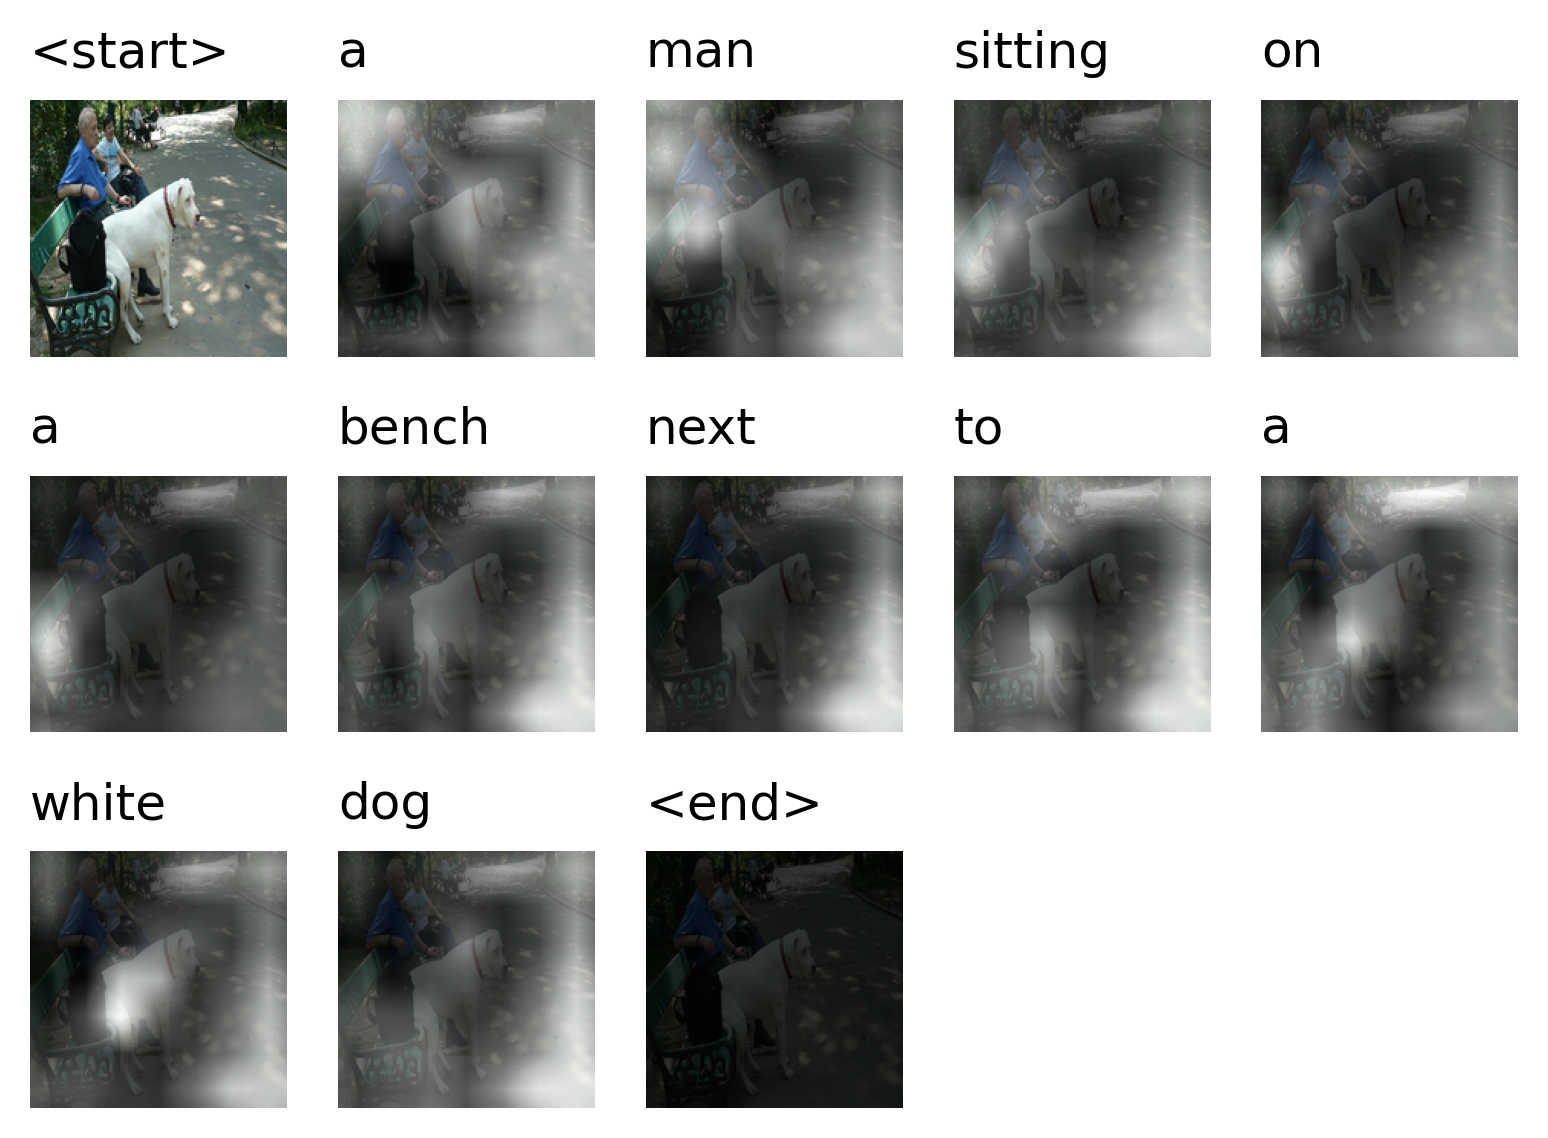 <start> a man sitting on
a bench next to a
white dog <end>